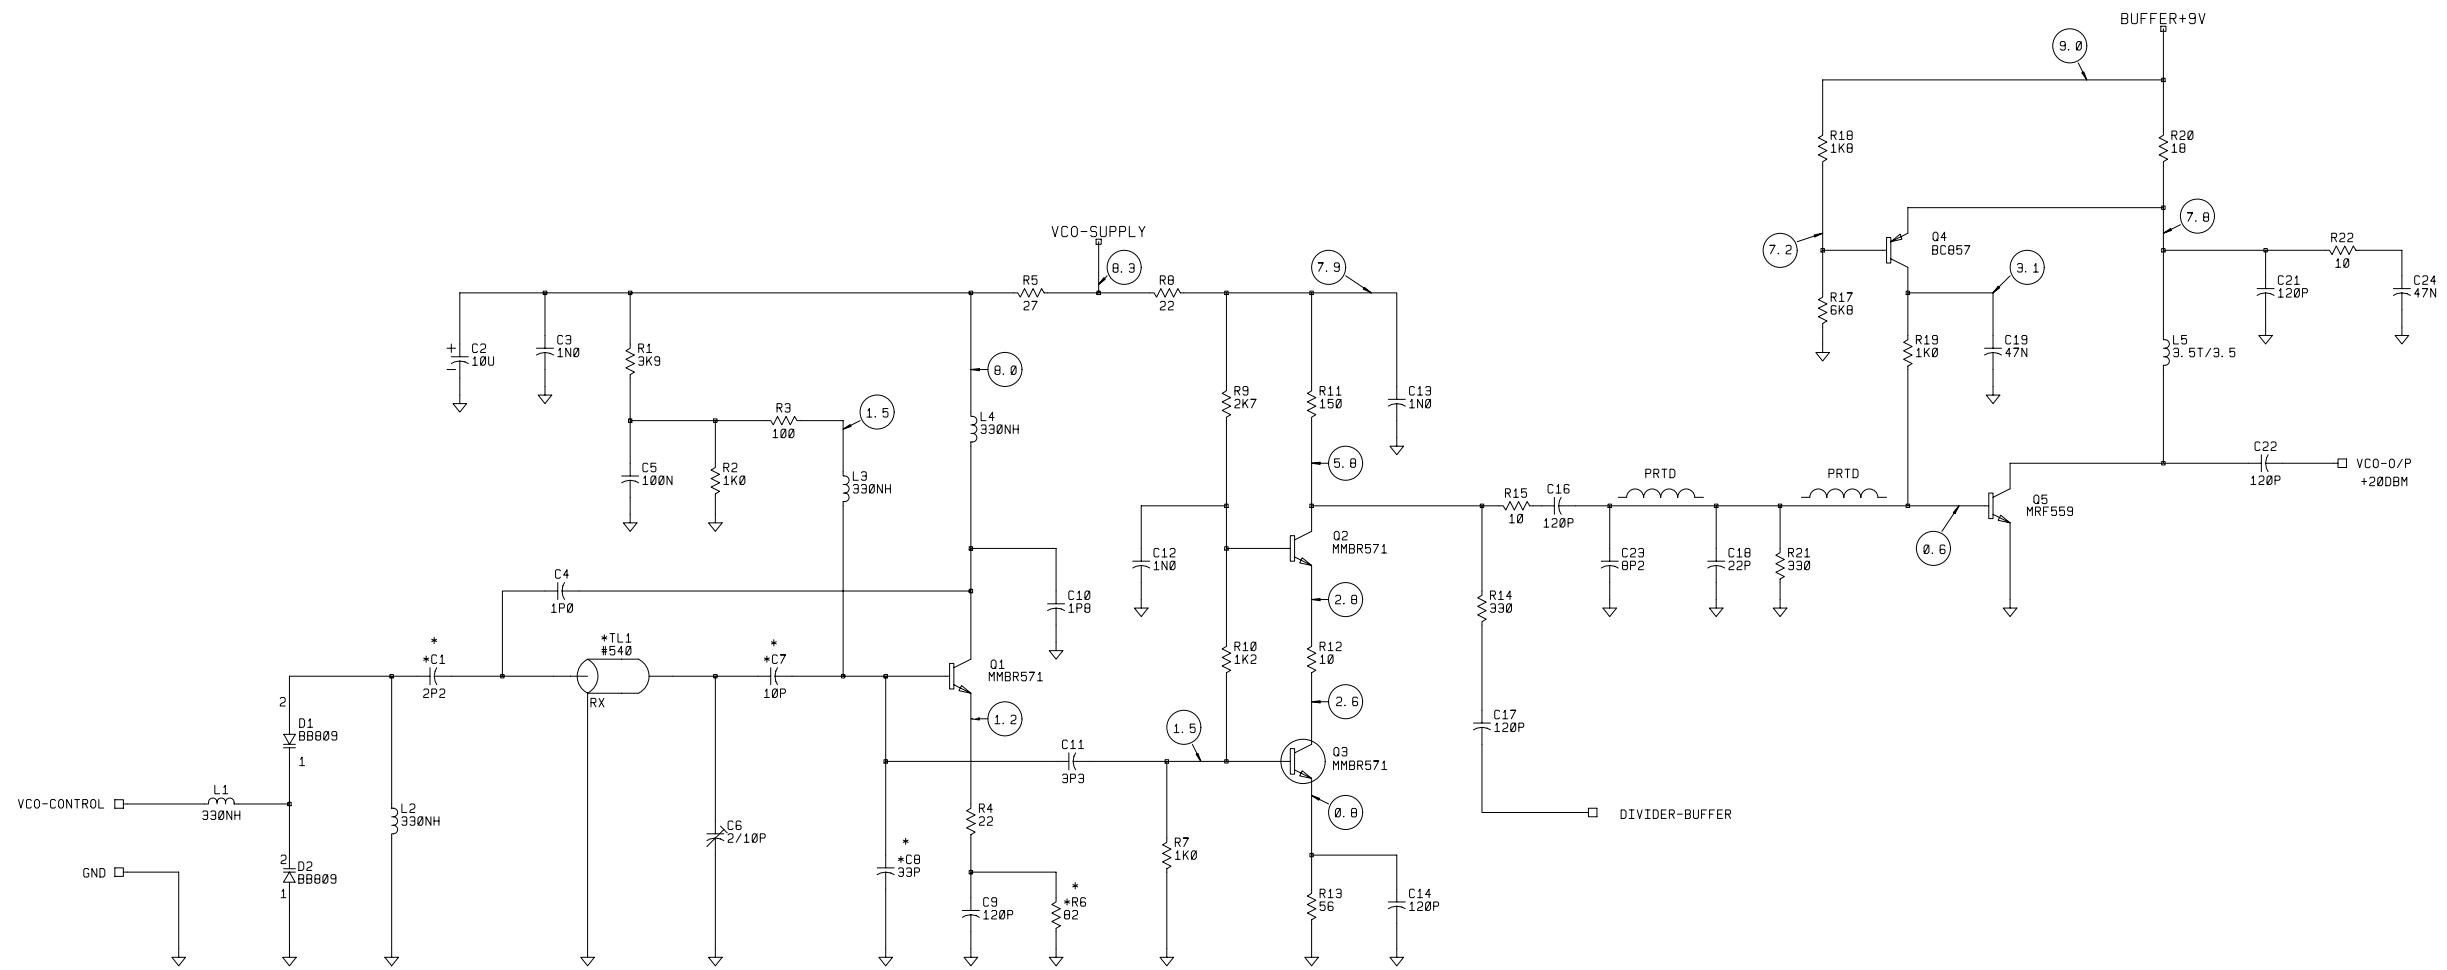 BUFFER+9V
9.0
R18
1K8
R20
18
7.8
VCO-SUPPLY
8.3
7.9
7.2
Q4
BC857
R22
10
3.1
C21
120P
C24
47N
R5
27
R8
22
R17
6K8
+
C2
10U
-
C3
1N0
R1
3K9
8.0
R19
1K0
C19
47N
L5
3.5T/3.5
R9
2K7
R11
150
C13
1N0
R3
100
1.5
L4
330NH
5.8
C5
100N
R2
1K0
L3
330NH
PRTD
PRTD
C22
120P
VCO-O/P
+20DBM
R15
10
C16
120P
Q5
MRF559
Q2
MMBR571
0.6
C12
1N0
C23
8P2
C18
22P
R21
330
C4
1P0
C10
1P8
2.8
R14
330
*
*C1
2P2
*TL1
#540
RX
*
*C7
10P
Q1
MMBR571
R10
1K2
R12
10
2
D1
BB809
1
1.2
2.6
1.5
C17
120P
C11
3P3
Q3
MMBR571
VCO-CONTROL
L1
330NH
L2
330NH
C6
2/10P
R4
22
0.8
DIVIDER-BUFFER
*
*C8
33P
R7
1K0
GND
2
D2
BB809
1
C9
120P
*
*R6
82
R13
56
C14
120P